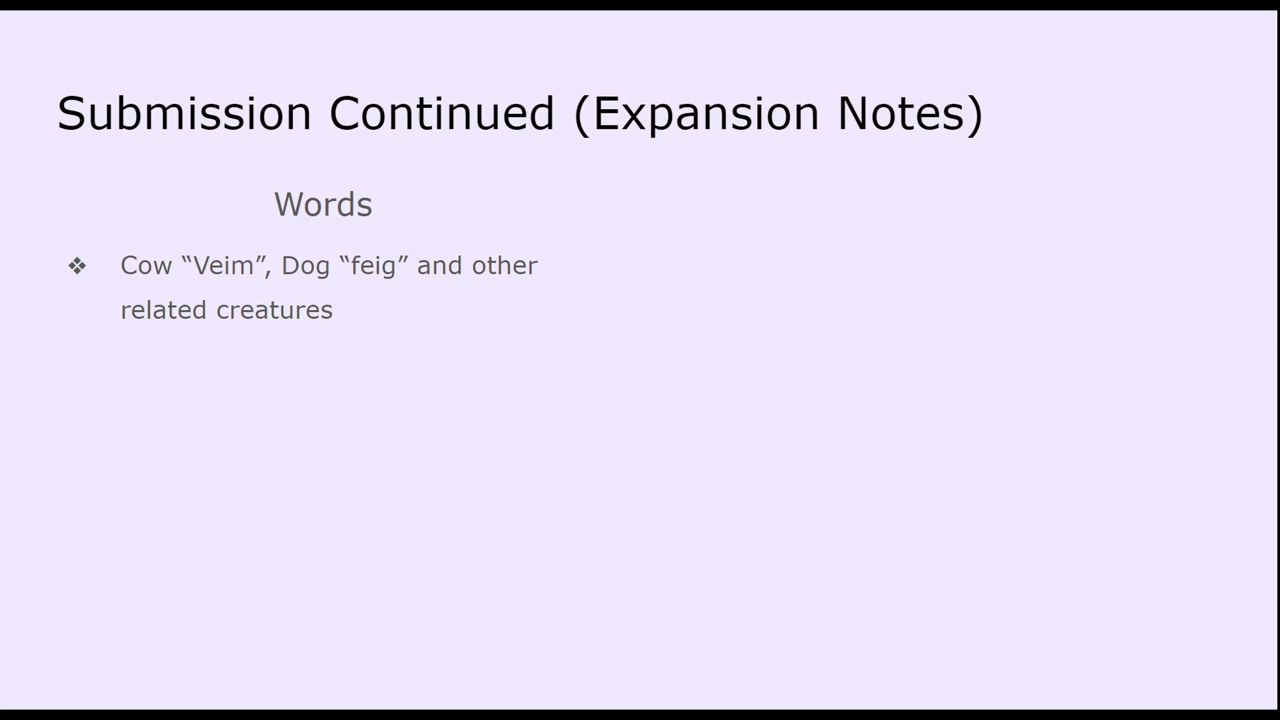 Submission Continued (Expansion Notes)
Words
❖ Cow “Veim”, Dog “feig” and other
related creatures